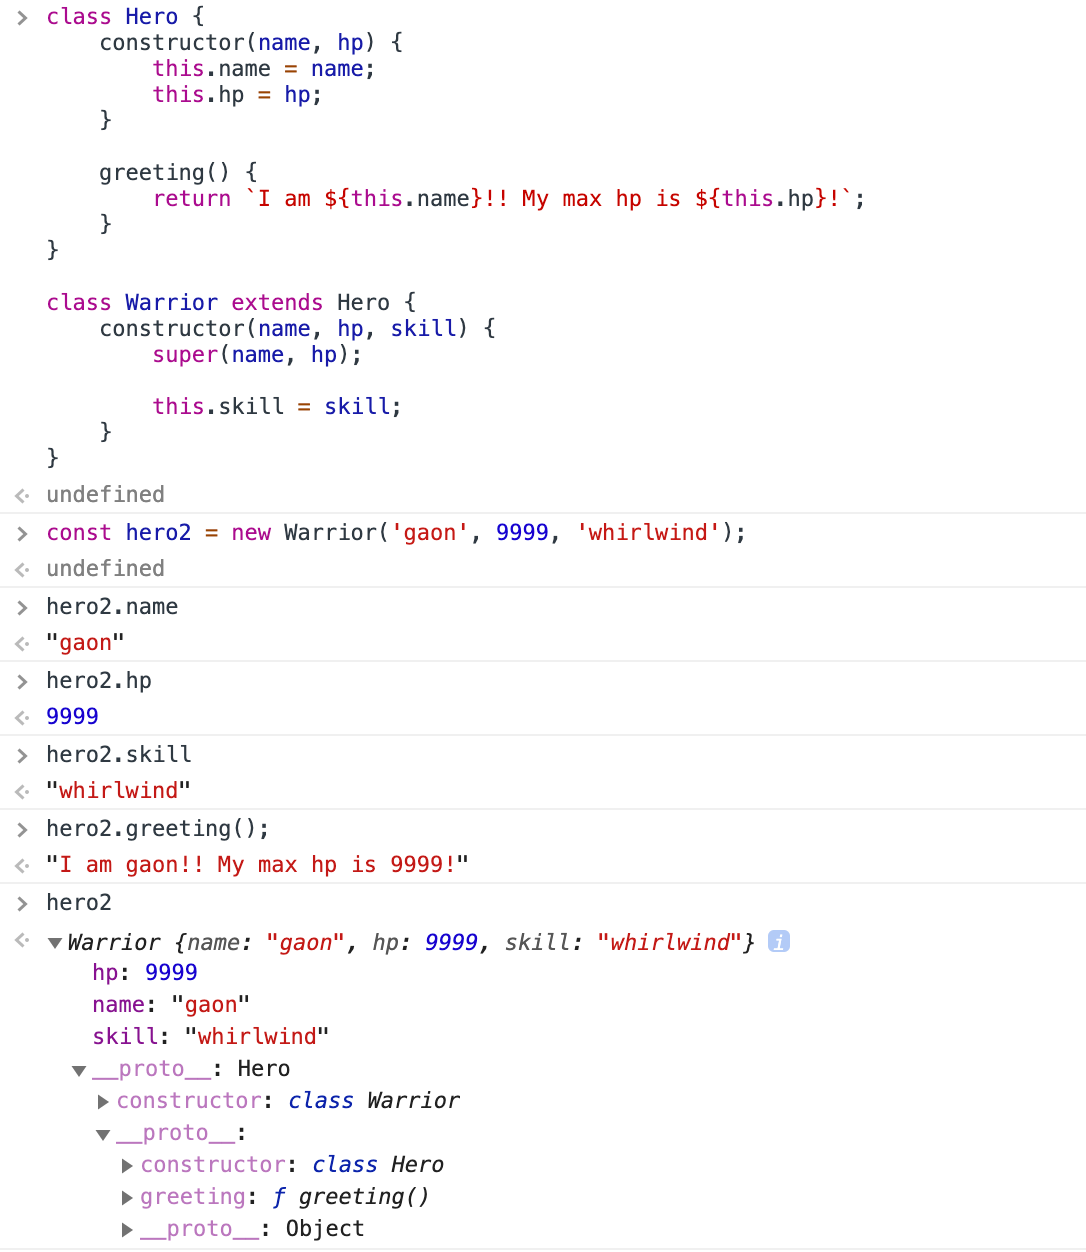 > class Hero {
    constructor(name, hp) {
        this.name = name;
        this.hp = hp;
    }

    greeting() {
        return `I am ${this.name}!! My max hp is ${this.hp}!`;
    }
}

class Warrior extends Hero {
    constructor(name, hp, skill) {
        super(name, hp);

        this.skill = skill;
    }
}
undefined
> const hero2 = new Warrior('gaon', 9999, 'whirlwind');
undefined
> hero2.name
"gaon"
> hero2.hp
9999
> hero2.skill
"whirlwind"
> hero2.greeting();
"I am gaon!! My max hp is 9999!"
> hero2
▼Warrior {name: "gaon", hp: 9999, skill: "whirlwind"} i
hp: 9999
name: "gaon"
skill: "whirlwind"
▼__proto__: Hero
▶constructor: class Warrior
▼__proto__:
▶constructor: class Hero
▶greeting: ƒ greeting()
▶__proto__: Object